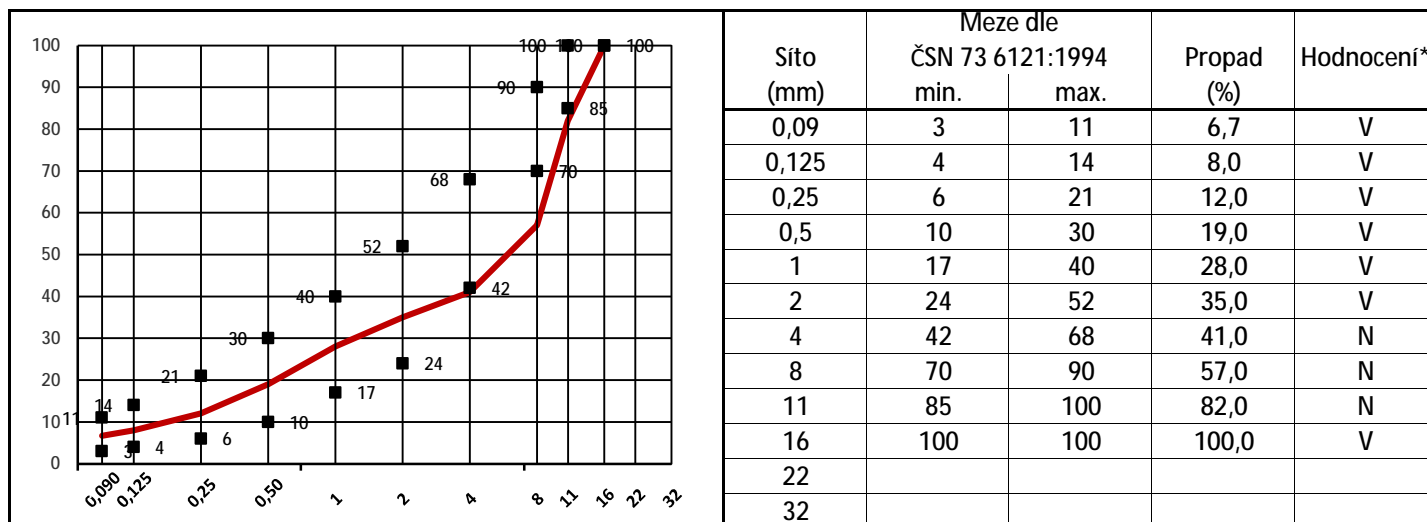 100
90
80
70
60
50
40
30
20
10
0
100 100 100
90
85
70
68
52
42
40
30
24
21
17
14
11
10
6
4
3
0,090 0,125 0,25 0,50 1 2 4 8 11 16 22 32
Meze dle
Síto ČSN 73 6121:1994 Propad Hodnocení*
(mm) min. max. (%)
0,09 3 11 6,7 V
0,125 4 14 8,0 V
0,25 6 21 12,0 V
0,5 10 30 19,0 V
1 17 40 28,0 V
2 24 52 35,0 V
4 42 68 41,0 N
8 70 90 57,0 N
11 85 100 82,0 N
16 100 100 100,0 V
22
32